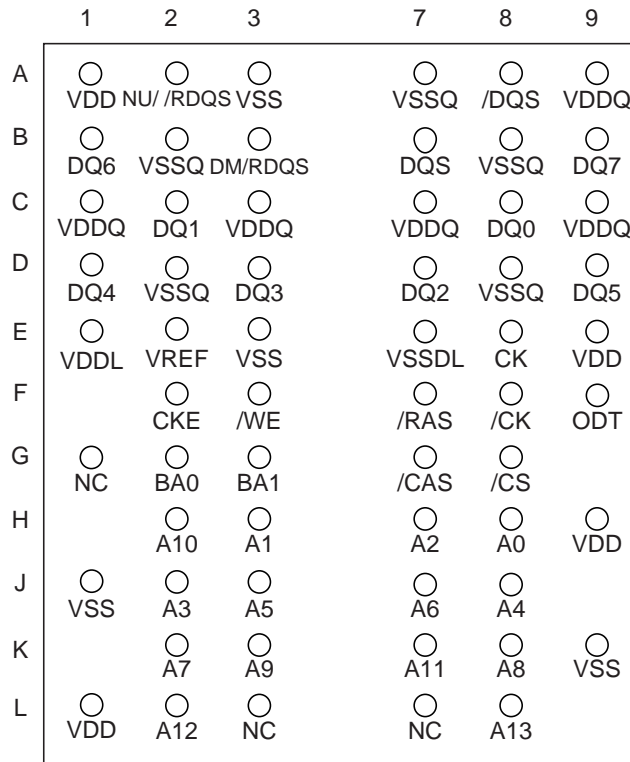 1 2 3 7 8 9
A
VDD NU/ /RDQS VSS VSSQ /DQS VDDQ
B
DQ6 VSSQ DM/RDQS DQS VSSQ DQ7
C
VDDQ DQ1 VDDQ VDDQ DQ0 VDDQ
D
DQ4 VSSQ DQ3 DQ2 VSSQ DQ5
E
VDDL VREF VSS VSSDL CK VDD
F
CKE /WE /RAS /CK ODT
G
NC BA0 BA1 /CAS /CS
H
A10 A1 A2 A0 VDD
J
VSS A3 A5 A6 A4
K
A7 A9 A11 A8 VSS
L
VDD A12 NC NC A13